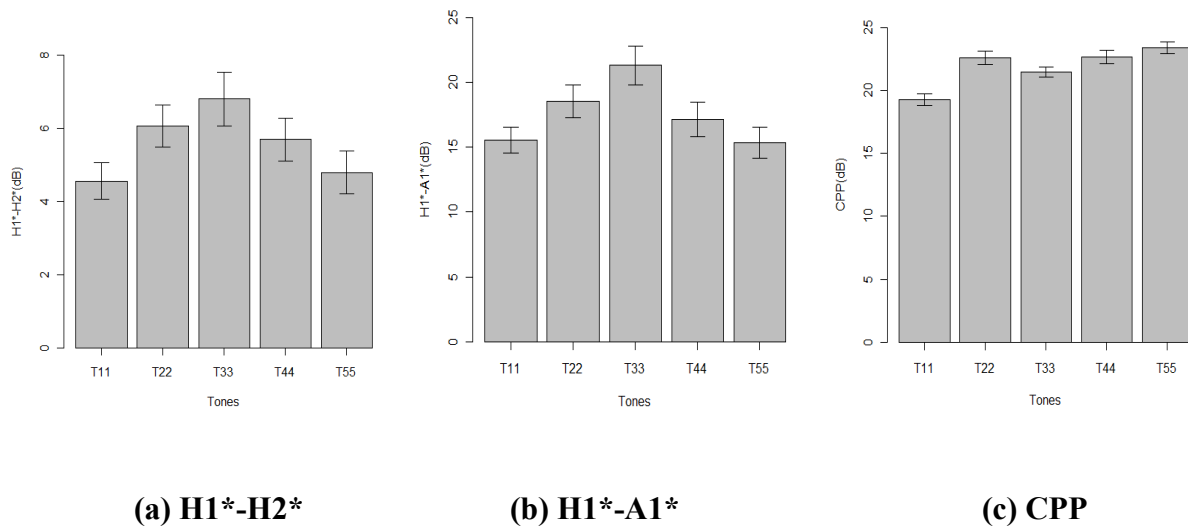 H1*-H2*(dB)
0
2
4
6
8
T11 T22 T33 T44 T55
Tones
H1*-A1*(dB)
0
5
10
15
20
25
T11 T22 T33 T44 T55
Tones
CPP(dB)
0
5
10
15
20
25
T11 T22 T33 T44 T55
Tones
(a) H1*-H2*
(b) H1*-A1*
(c) CPP